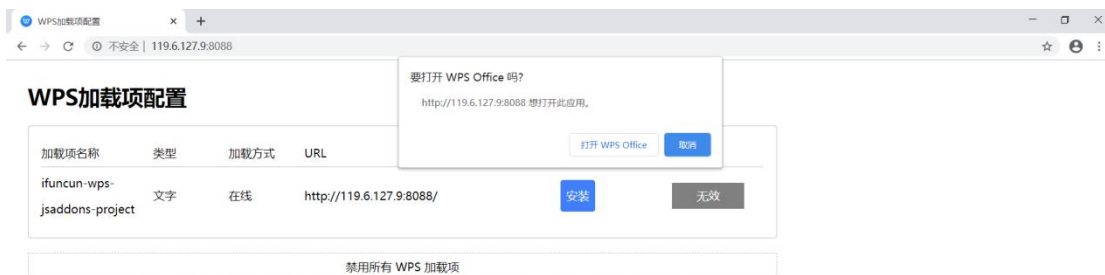 WPS加载项配置
不安全 | 119.6.127.9:8088
要打开 WPS Office 吗?
http://119.6.127.9:8088 想打开此应用。
打开 WPS Office 取消
WPS加载项配置
加载项名称 类型 加载方式 URL
ifuncun-wps-
jsaddons-project
文字 在线 http://119.6.127.9:8088/ 安装 无效
禁用所有 WPS 加载项